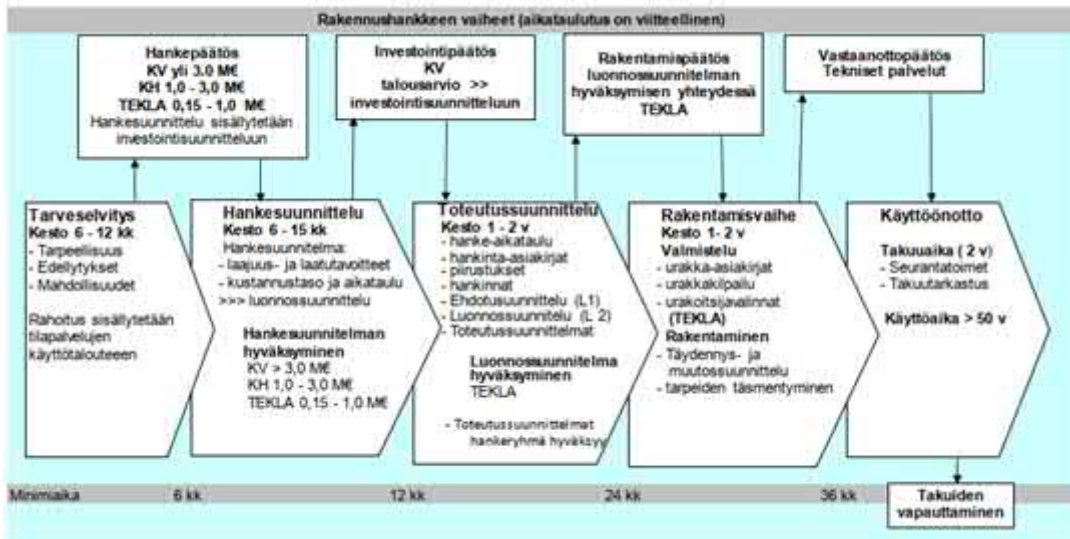 Rakennushankkeen vaiheet (aikataulutus on viitteellinen)
Hankepäätös
KV yli 3.0 M€
KH 1,0 - 3,0 M€
TEKLA 0,15 - 1,0 M€
Hankesuunnittelu sisällytetään
investointisuunnitteluun
Investointipäätös
KV
talousarvio >>
investointisuunnitteluun
Rakentamispäätös
luonnossuunnitelman
hyväksymisen yhteydessä
TEKLA
Vastaanottopäätös
Tekniset palvelut
Tarveselvitys
Kesto 6 - 12 kk
- Tarpeellisuus
- Edellytykset
- Mahdollisuudet
Rahoitus sisällytetään
tilapalvelujen
käyttötalouteeen
Hankesuunnittelu
Kesto 6 - 15 kk
Hankesuunnitelma:
- laajuus- ja laatutavoitteet
- kustannustaso ja aikataulu
>>> luonnossuunnittelu
Hankesuunnitelman
hyväksyminen
KV > 3,0 M€
KH 1,0 - 3,0 M€
TEKLA 0,15 - 1,0 M€
Toteutussuunnittelu
Kesto 1 - 2 v
- hanke-aikataulu
- hankinta-asiakirjat
- piirustukset
- hankinnat
- Ehdotusuunnittelu (L1)
- Luonnossuunnitelu (L 2)
- Toteutussuunnittelmat
Luonnossuunnitelma
hyväksyminen
TEKLA
- Toteutussuunnittelmat
hankeryhmä hyväksyy
Rakentamisvaihe
Kesto 1- 2 v
Valmistelu
- urakka-asiakirjat
- urakkakilpailu
- urakoitsijavalinnat
(TEKLA)
Rakentaminen
- Täydennys- ja
muutossuunnittelu
- tarpeiden täsmentyminen
Käyttöönotto
Takuuaika ( 2 v)
- Seurantatoimet
- Takuutarkastus
Käyttöaika > 50 v
Minimiaika
6 kk
12 kk
24 kk
36 kk
Takuiden
vapauttaminen